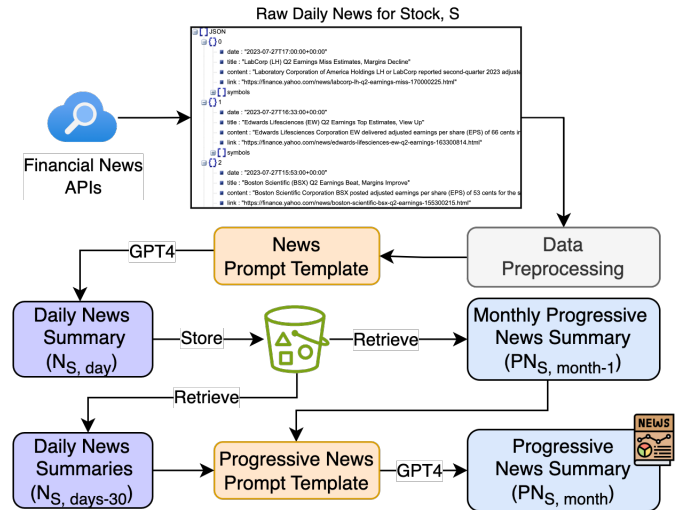 Raw Daily News for Stock, S
[ ] JSON
{ } 0
date : "2023-07-27T17:00:00+00:00"
title : "LabCorp (LH) Q2 Earnings Miss Estimates, Margins Decline"
content : "Laboratory Corporation of America Holdings LH or LabCorp reported second-quarter 2023 adjuste
link : "https://finance.yahoo.com/news/labcorp-lh-q2-earnings-miss-170000225.html"
[ ] symbols
{ } 1
date : "2023-07-27T16:33:00+00:00"
title : "Edwards Lifesciences (EW) Q2 Earnings Top Estimates, View Up"
content : "Edwards Lifesciences Corporation EW delivered adjusted earnings per share (EPS) of 66 cents in
link : "https://finance.yahoo.com/news/edwards-lifesciences-ew-q2-earnings-163300814.html"
[ ] symbols
{ } 2
date : "2023-07-27T15:53:00+00:00"
title : "Boston Scientific (BSX) Q2 Earnings Beat, Margins Improve"
content : "Boston Scientific Corporation BSX posted adjusted earnings per share (EPS) of 53 cents for the s
link : "https://finance.yahoo.com/news/boston-scientific-bsx-q2-earnings-155300215.html"
Financial News
APIs
GPT4
News
Prompt Template
Data
Preprocessing
Daily News
Summary
(N_S, day)
Store
Retrieve
Monthly Progressive
News Summary
(PN_S, month-1)
Retrieve
Daily News
Summaries
(N_S, days-30)
Progressive News
Prompt Template
GPT4
NEWS
Progressive
News Summary
(PN_S, month)